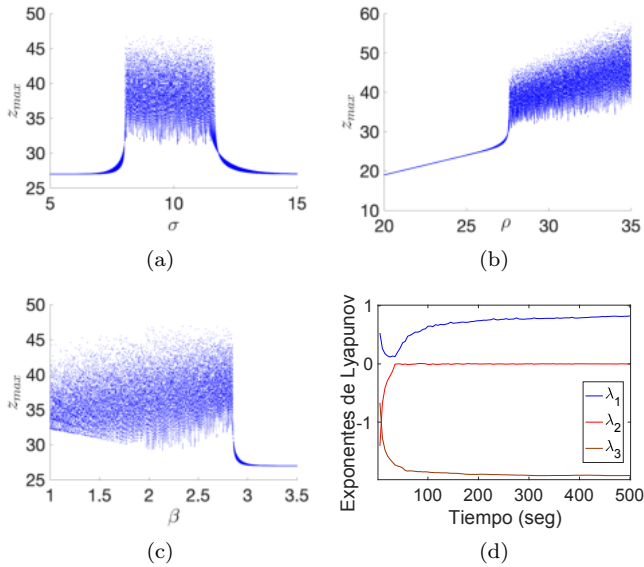 50
45
40
35
30
25
z_max
5
10
15
σ
(a)
60
50
40
30
20
10
z_max
20
25
30
35
ρ
(b)
50
45
40
35
30
25
z_max
1
1.5
2
2.5
3
3.5
β
(c)
1
0
-1
Exponentes de Lyapunov
λ₁
λ₂
λ₃
100
200
300
400
500
Tiempo (seg)
(d)